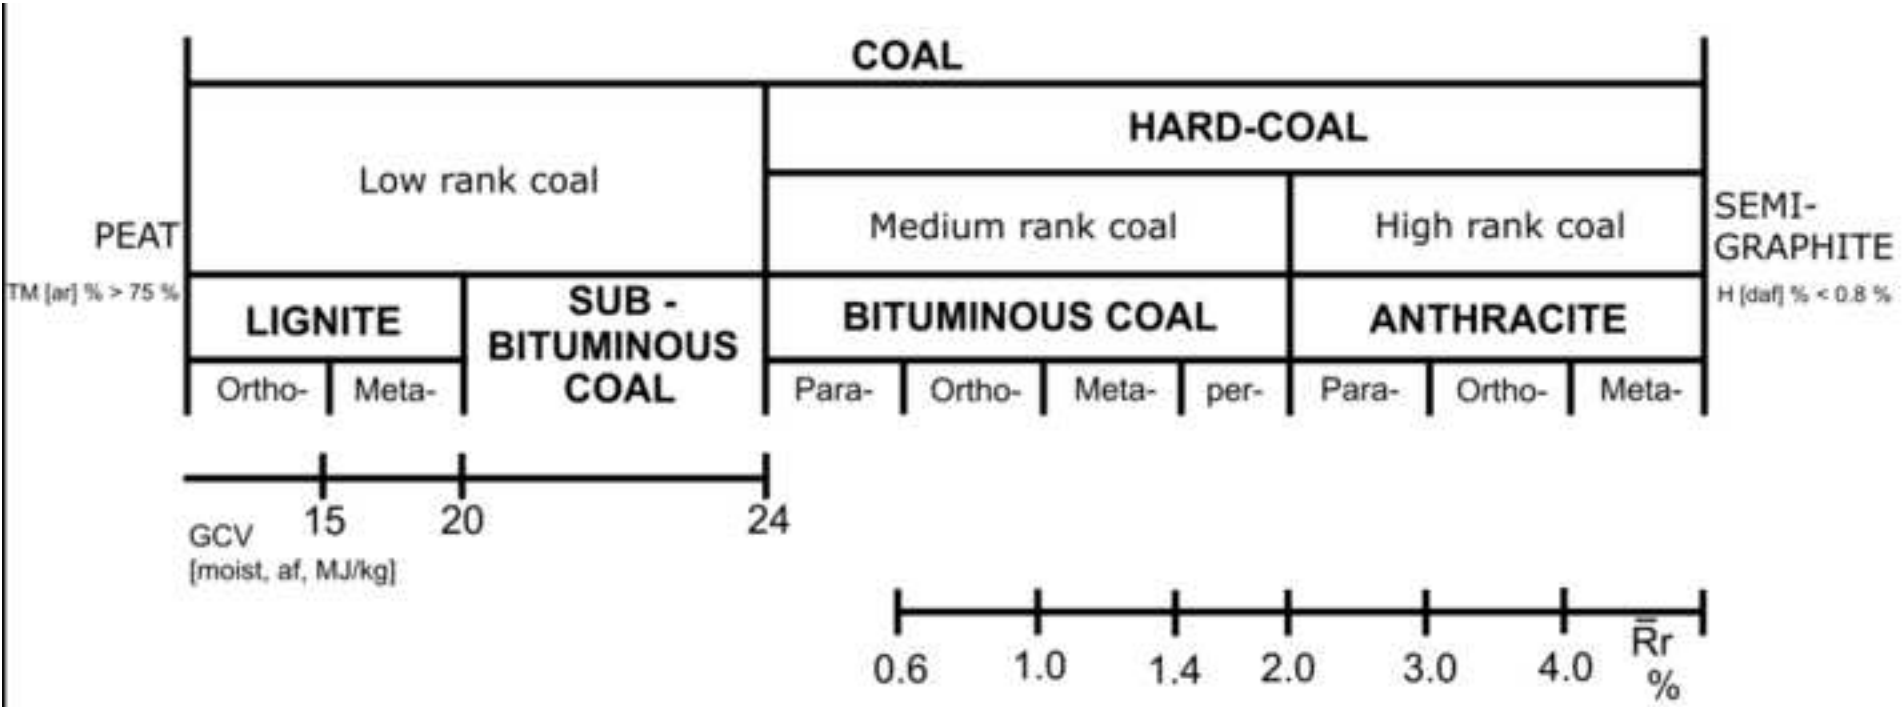 COAL
HARD-COAL
Low rank coal
Medium rank coal
High rank coal
PEAT
TM [ar] % > 75 %
SEMI-
GRAPHITE
H [daf] % < 0.8 %
LIGNITE
SUB -
BITUMINOUS
COAL
BITUMINOUS COAL
ANTHRACITE
Ortho-
Meta-
Para-
Ortho-
Meta-
per-
Para-
Ortho-
Meta-
15
20
24
GCV
[moist, af, MJ/kg]
0.6
1.0
1.4
2.0
3.0
4.0
R̅r
%